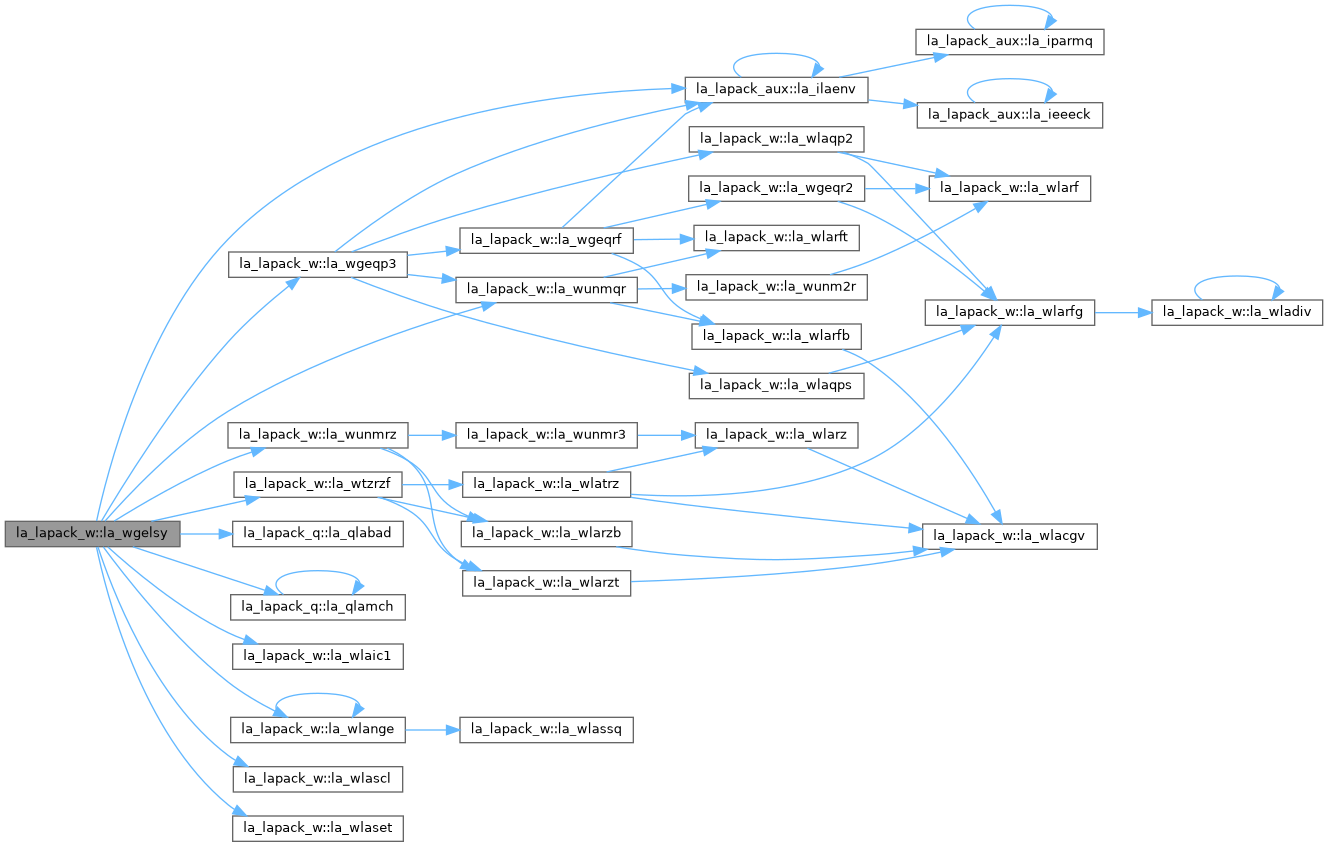 la_lapack_aux::la_iparmq
la_lapack_aux::la_ilaenv
la_lapack_aux::la_ieeeck
la_lapack_w::la_wlaqp2
la_lapack_w::la_wgeqr2
la_lapack_w::la_wlarf
la_lapack_w::la_wgeqrf
la_lapack_w::la_wlarft
la_lapack_w::la_wgeqp3
la_lapack_w::la_wunmqr
la_lapack_w::la_wunm2r
la_lapack_w::la_wlarfg
la_lapack_w::la_wladiv
la_lapack_w::la_wlarfb
la_lapack_w::la_wlaqps
la_lapack_w::la_wunmrz
la_lapack_w::la_wunmr3
la_lapack_w::la_wlarz
la_lapack_w::la_wtzrzf
la_lapack_w::la_wlatrz
la_lapack_w::la_wgelsy
la_lapack_q::la_qlabad
la_lapack_w::la_wlarzb
la_lapack_w::la_wlacgv
la_lapack_w::la_wlarzt
la_lapack_q::la_qlamch
la_lapack_w::la_wlaic1
la_lapack_w::la_wlange
la_lapack_w::la_wlassq
la_lapack_w::la_wlascl
la_lapack_w::la_wlaset